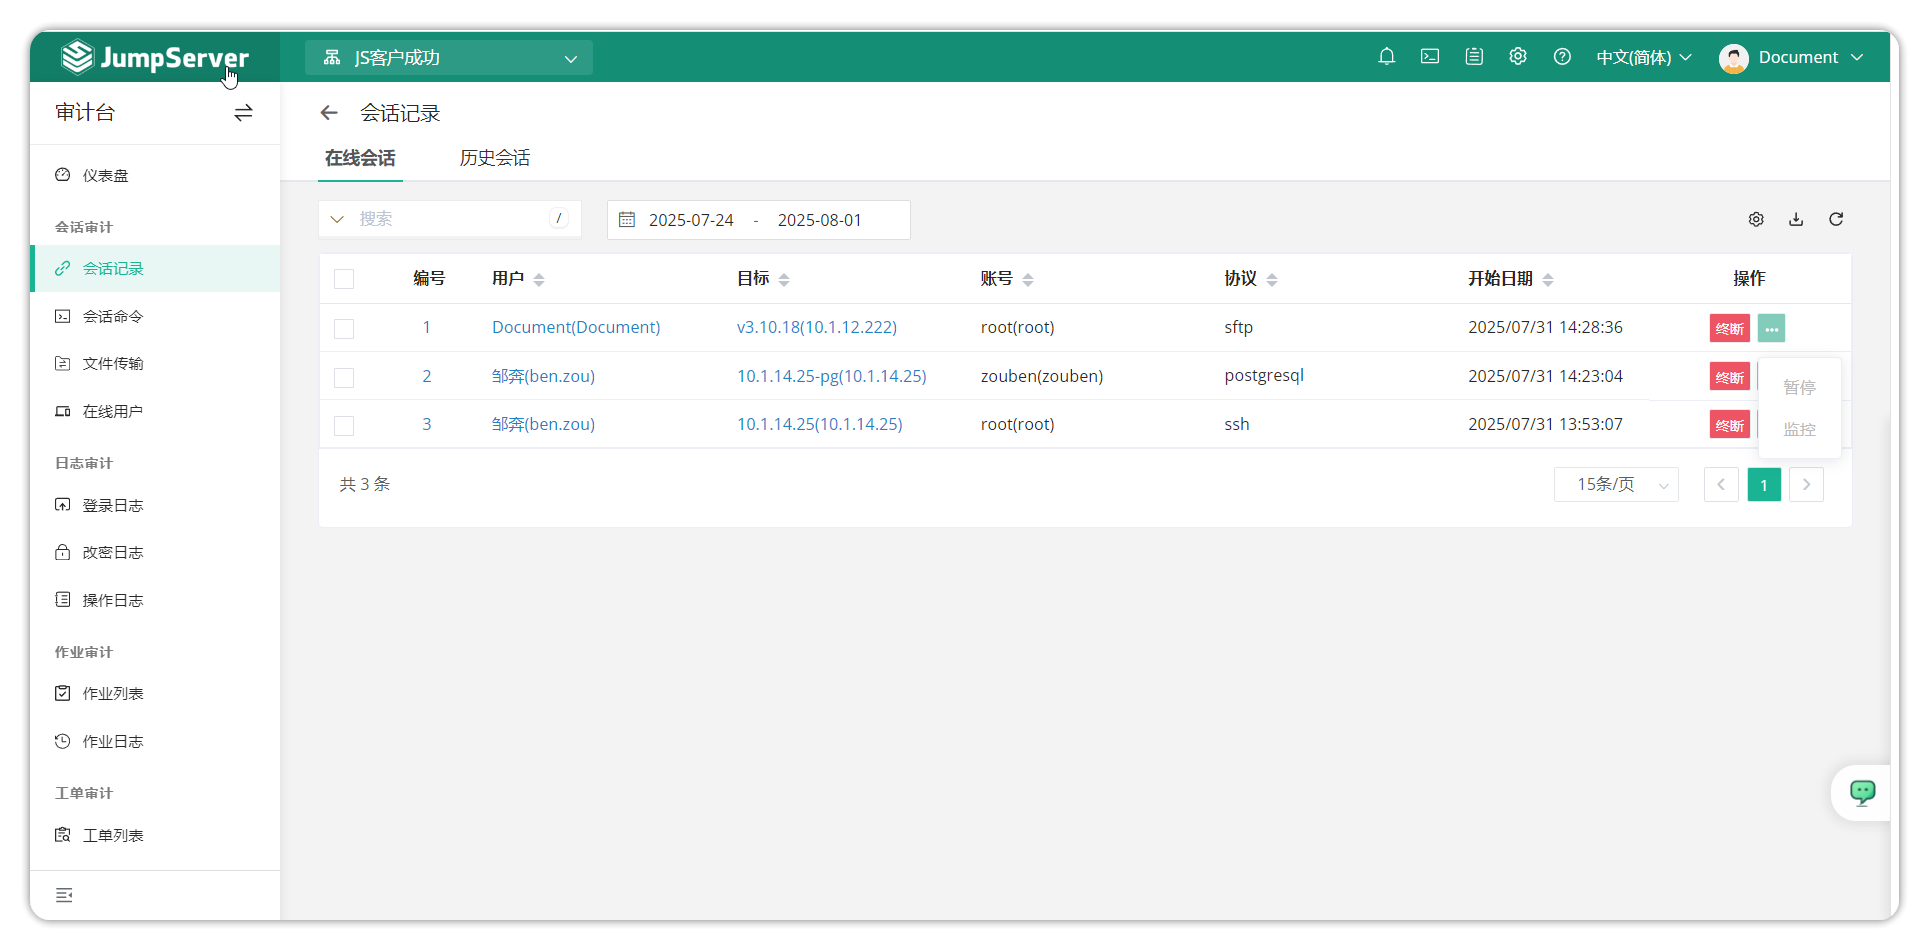 JumpServer
JS客户成功
中文(简体)
Document
审计台
仪表盘
会话审计
会话记录
会话命令
文件传输
在线用户
日志审计
登录日志
改密日志
操作日志
作业审计
作业列表
作业日志
工单审计
工单列表
会话记录
在线会话 历史会话
搜索 / 2025-07-24 - 2025-08-01
编号 用户 目标 账号 协议 开始日期 操作
1 Document(Document) v3.10.18(10.1.12.222) root(root) sftp 2025/07/31 14:28:36 终断 ...
2 邹奔(ben.zou) 10.1.14.25-pg(10.1.14.25) zouben(zouben) postgresql 2025/07/31 14:23:04 终断
3 邹奔(ben.zou) 10.1.14.25(10.1.14.25) root(root) ssh 2025/07/31 13:53:07 终断
暂停
监控
共 3 条 15条/页 1